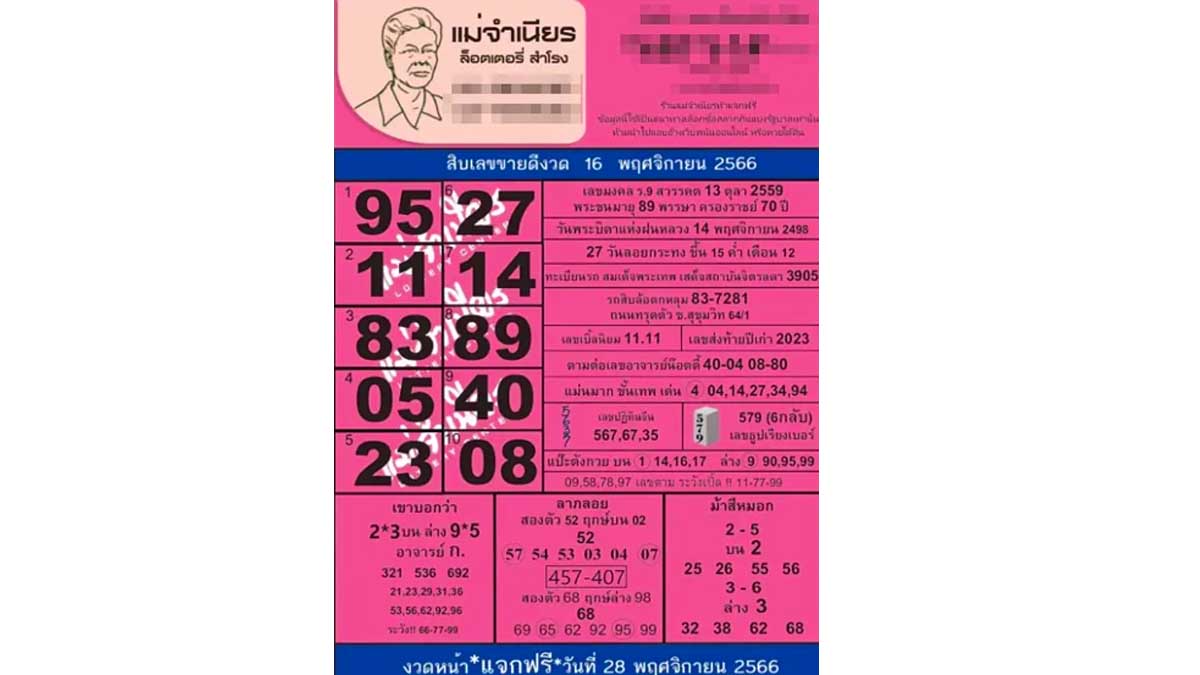 แม่จำเนียร
ล็อตเตอรี่ สำโรง
ร้านแม่จำเนียรทำแจกฟรี
สิบเลขขายดีงวด 16 พฤศจิกายน 2566
1 95 6 27
2 11 7 14
3 83 8 89
4 05 9 40
5 23 10 08
เลขมงคล ร.9 สวรรคต 13 ตุลา 2559
พระชนมายุ 89 พรรษา ครองราชย์ 70 ปี
วันพระบิดาแห่งฝนหลวง 14 พฤศจิกายน 2498
27 วันลอยกระทง ขึ้น 15 ค่ำ เดือน 12
ทะเบียนรถ สมเด็จพระเทพ เสด็จสถาบันจิตรลดา 3905
รถสิบล้อตกหลุม 83-7281
ถนนทรุดตัว ซ.สุขุมวิท 64/1
เลขเบิ้ลนิยม 11.11 เลขส่งท้ายปีเก่า 2023
ตามต่อเลขอาจารย์น๊อตตี้ 40-04 08-80
แม่นมาก ขั้นเทพ เด่น 4 04,14,27,34,94
เลขปฏิทินจีน
567,67,35
579
579 (6กลับ)
เลขธูปเรียงเบอร์
แป๊ะตังกวย บน 1 14,16,17 ล่าง 9 90,95,99
09,58,78,97 เลขตาม ระวังเบิ้ล !! 11-77-99
เขาบอกว่า
2*3บน ล่าง 9*5
อาจารย์ ก.
321 536 692
21,23,29,31,36
53,56,62,92,96
ระวัง!! 66-77-99
ลาภลอย
สองตัว 52 ฤกษ์บน 02
52
57 54 53 03 04 07
457-407
สองตัว 68 ฤกษ์ล่าง 98
68
69 65 62 92 95 99
ม้าสีหมอก
2 - 5
บน 2
25 26 55 56
3 - 6
ล่าง 3
32 38 62 68
งวดหน้า*แจกฟรี*วันที่ 28 พฤศจิกายน 2566